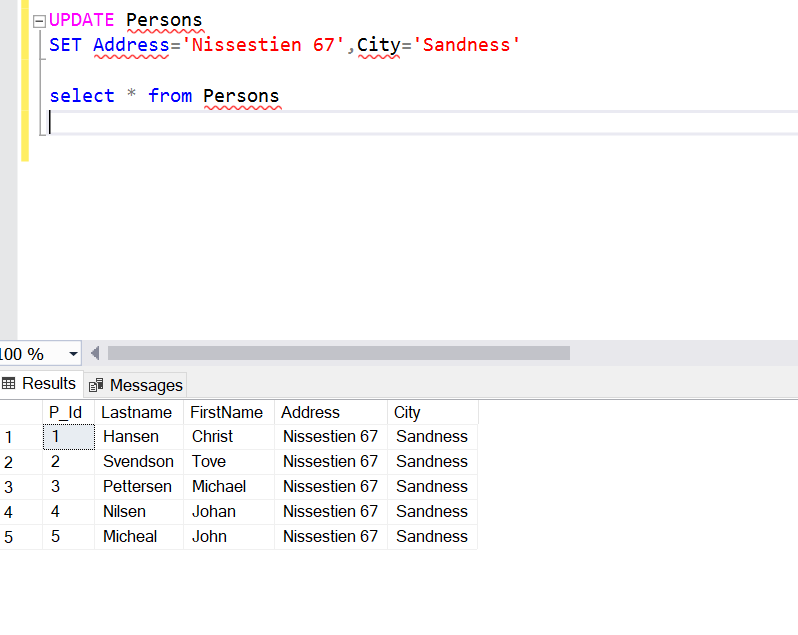 UPDATE Persons
SET Address='Nissestien 67',City='Sandness'
select * from Persons
100 %
Results Messages
P_Id Lastname FirstName Address City
1 1 Hansen Christ Nissestien 67 Sandness
2 2 Svendson Tove Nissestien 67 Sandness
3 3 Pettersen Michael Nissestien 67 Sandness
4 4 Nilsen Johan Nissestien 67 Sandness
5 5 Micheal John Nissestien 67 Sandness